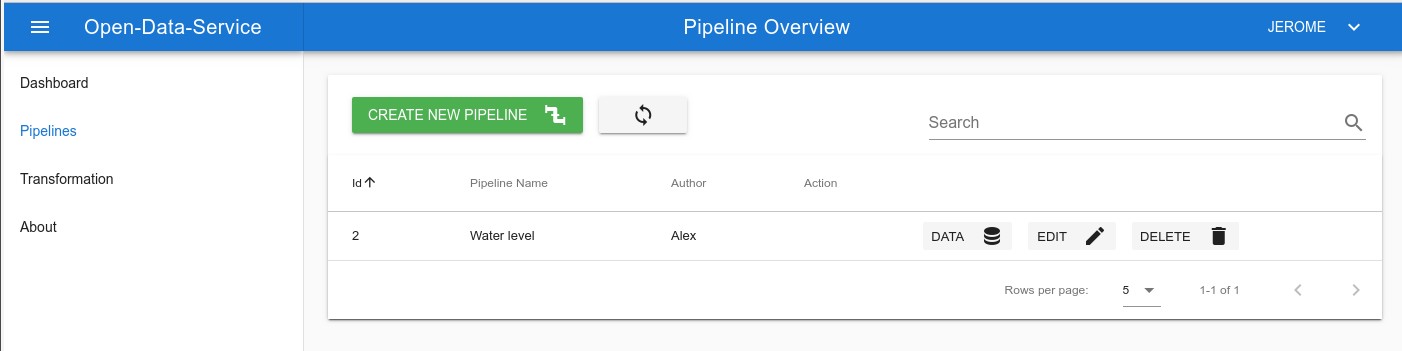 Open-Data-Service
Pipeline Overview
JEROME
Dashboard
Pipelines
Transformation
About
CREATE NEW PIPELINE
Search
Id Pipeline Name Author Action
2 Water level Alex DATA EDIT DELETE
Rows per page: 5 1-1 of 1